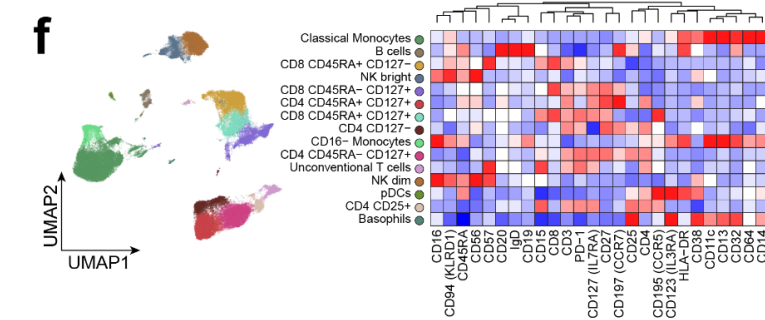 f
Classical Monocytes
B cells
CD8 CD45RA+ CD127−
NK bright
CD8 CD45RA− CD127+
CD4 CD45RA+ CD127+
CD8 CD45RA+ CD127+
CD4 CD127−
CD16− Monocytes
CD4 CD45RA− CD127+
Unconventional T cells
NK dim
pDCs
CD4 CD25+
Basophils
UMAP2
UMAP1
CD16
CD94 (KLRD1)
CD45RA
CD56
CD57
CD20
IgD
CD19
CD15
CD8
CD3
PD−1
CD127 (IL7RA)
CD27
CD197 (CCR7)
CD25
CD4
CD195 (CCR5)
CD123 (IL3RA)
HLA−DR
CD38
CD11c
CD13
CD32
CD64
CD14